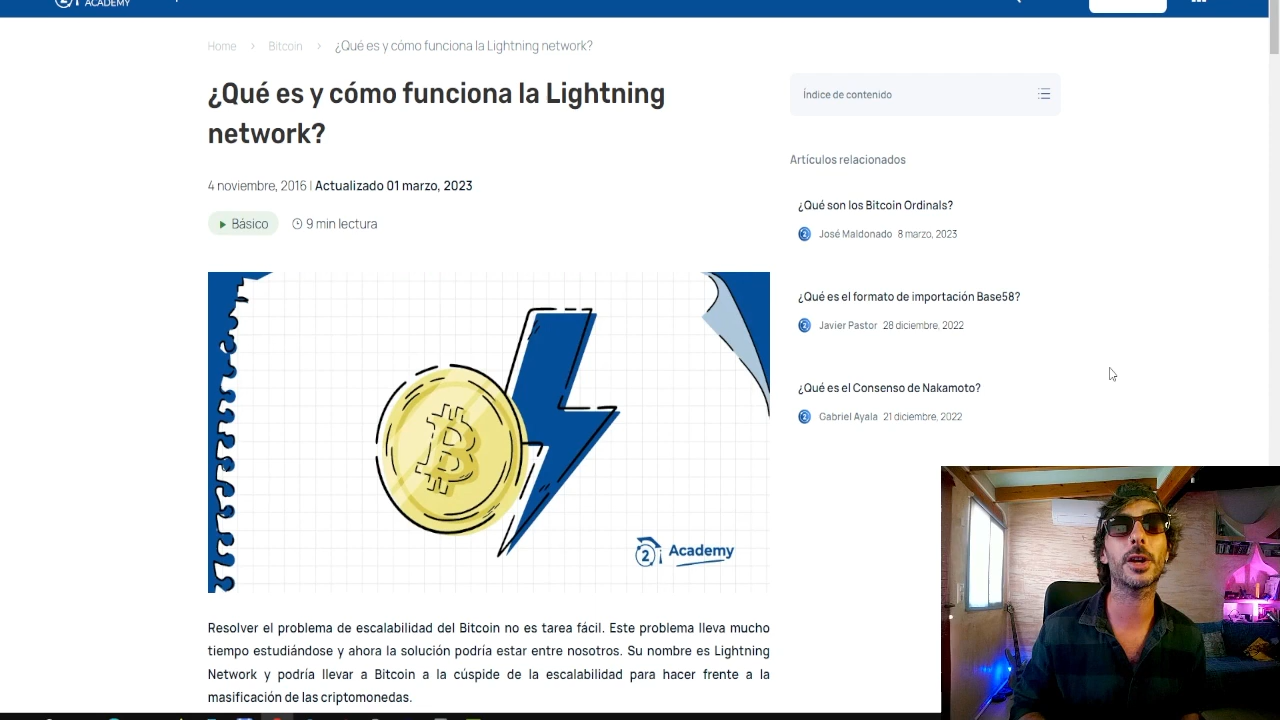 ACADEMY
Home > Bitcoin > ¿Qué es y cómo funciona la Lightning network?
¿Qué es y cómo funciona la Lightning
network?
4 noviembre, 2016 | Actualizado 01 marzo, 2023
Básico 9 min lectura
2 Academy
Resolver el problema de escalabilidad del Bitcoin no es tarea fácil. Este problema lleva mucho
tiempo estudiándose y ahora la solución podría estar entre nosotros. Su nombre es Lightning
Network y podría llevar a Bitcoin a la cúspide de la escalabilidad para hacer frente a la
masificación de las criptomonedas.
Índice de contenido
Artículos relacionados
¿Qué son los Bitcoin Ordinals?
José Maldonado 8 marzo, 2023
¿Qué es el formato de importación Base58?
Javier Pastor 28 diciembre, 2022
¿Qué es el Consenso de Nakamoto?
Gabriel Ayala 21 diciembre, 2022